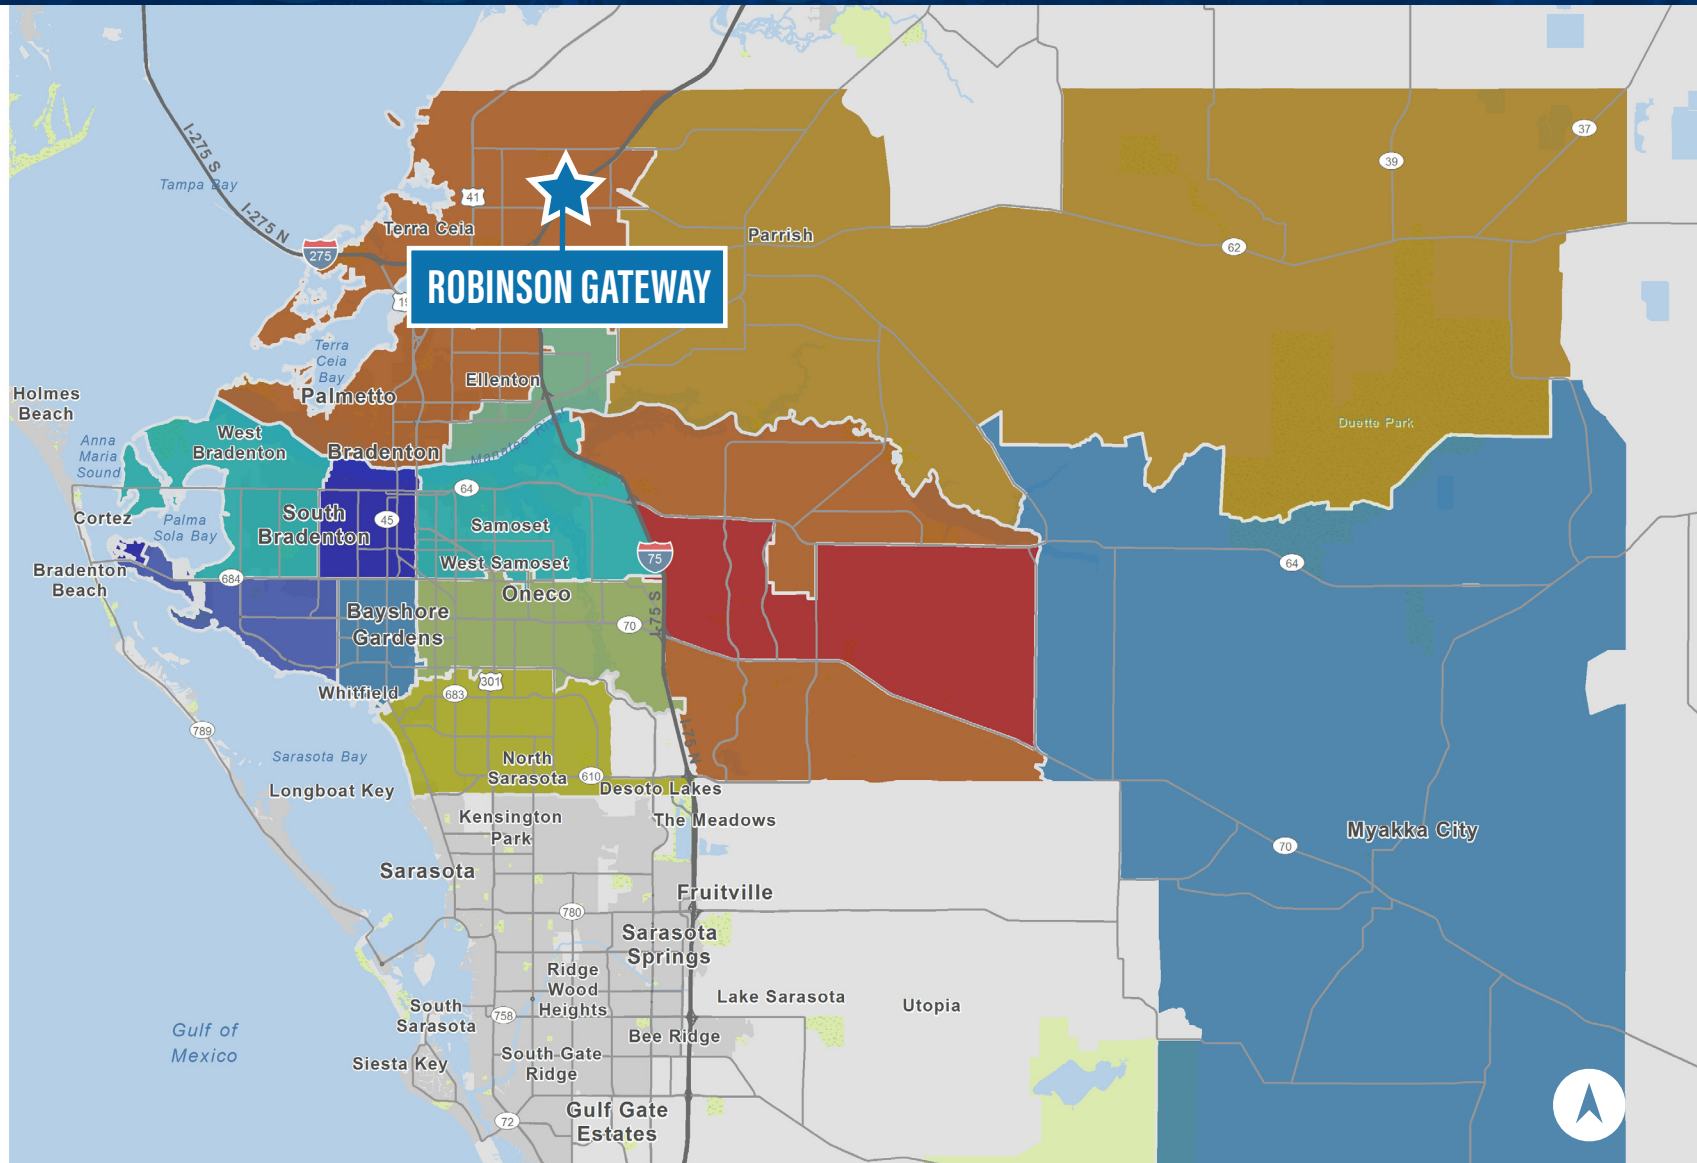 I-275 S
Tampa Bay
I-275 N
275
41
Terra Ceia
19
ROBINSON GATEWAY
Parrish
37
39
62
Terra
Ceia
Bay
Palmetto
Ellenton
Holmes
Beach
Anna
Maria
Sound
West
Bradenton
Bradenton
Duette Park
64
Cortez
Palma
Sola Bay
South
Bradenton
45
Samoset
West Samoset
75
64
Bradenton
Beach
684
Oneco
Bayshore
Gardens
70
I-75 S
Whitfield
683
301
789
I-75 N
Sarasota Bay
North
Sarasota
610
Longboat Key
Desoto Lakes
Kensington
Park
The Meadows
Myakka City
70
Sarasota
Fruitville
780
Sarasota
Springs
Ridge
Wood
Heights
Lake Sarasota
Utopia
South
Sarasota
758
Gulf of
Mexico
Bee Ridge
Siesta Key
South Gate
Ridge
72
Gulf Gate
Estates